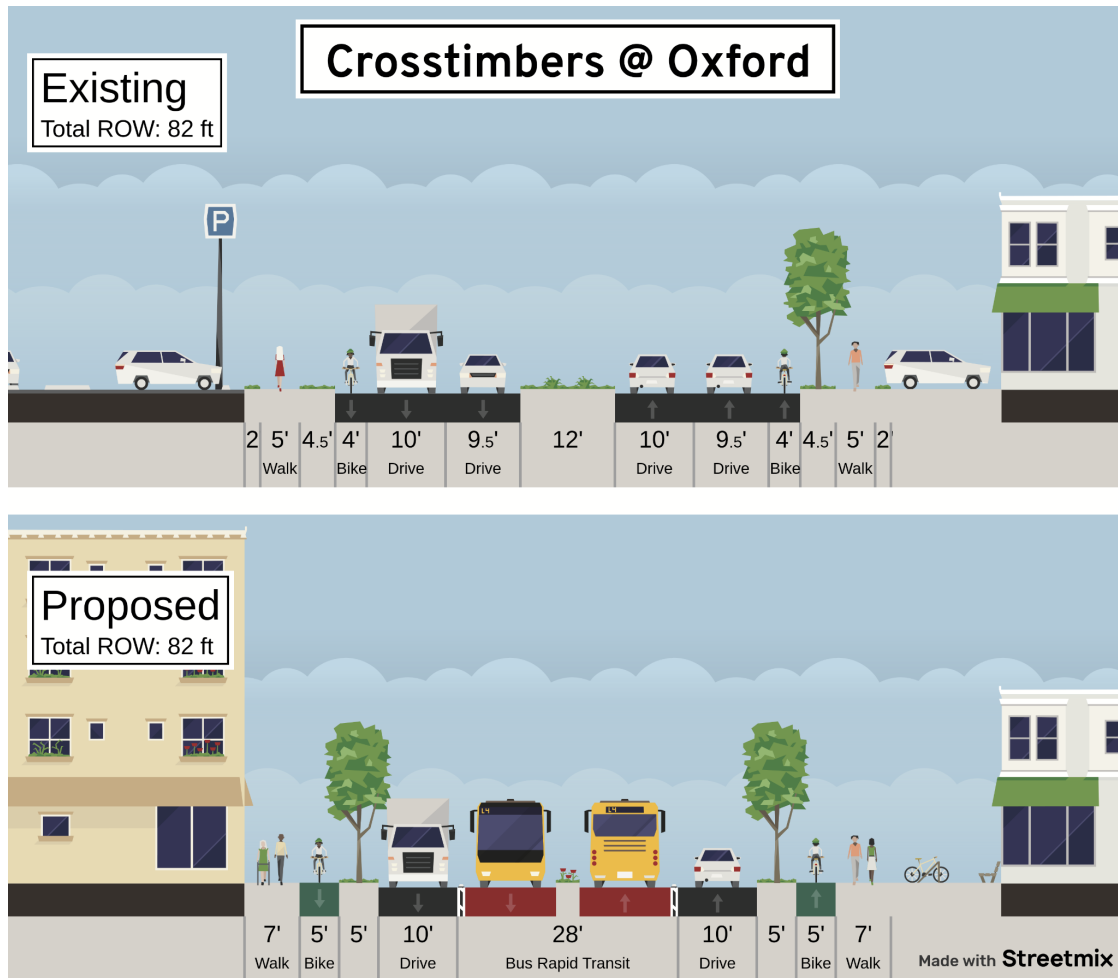 Crosstimbers @ Oxford
Existing
Total ROW: 82 ft
P
2 5' 4.5' 4' 10' 9.5' 12' 10' 9.5' 4' 4.5' 5' 2'
Walk Bike Drive Drive Drive Drive Bike Walk
Proposed
Total ROW: 82 ft
L4 L4
7' 5' 5' 10' 28' 10' 5' 5' 7'
Walk Bike Drive Bus Rapid Transit Drive Bike Walk
Made with Streetmix